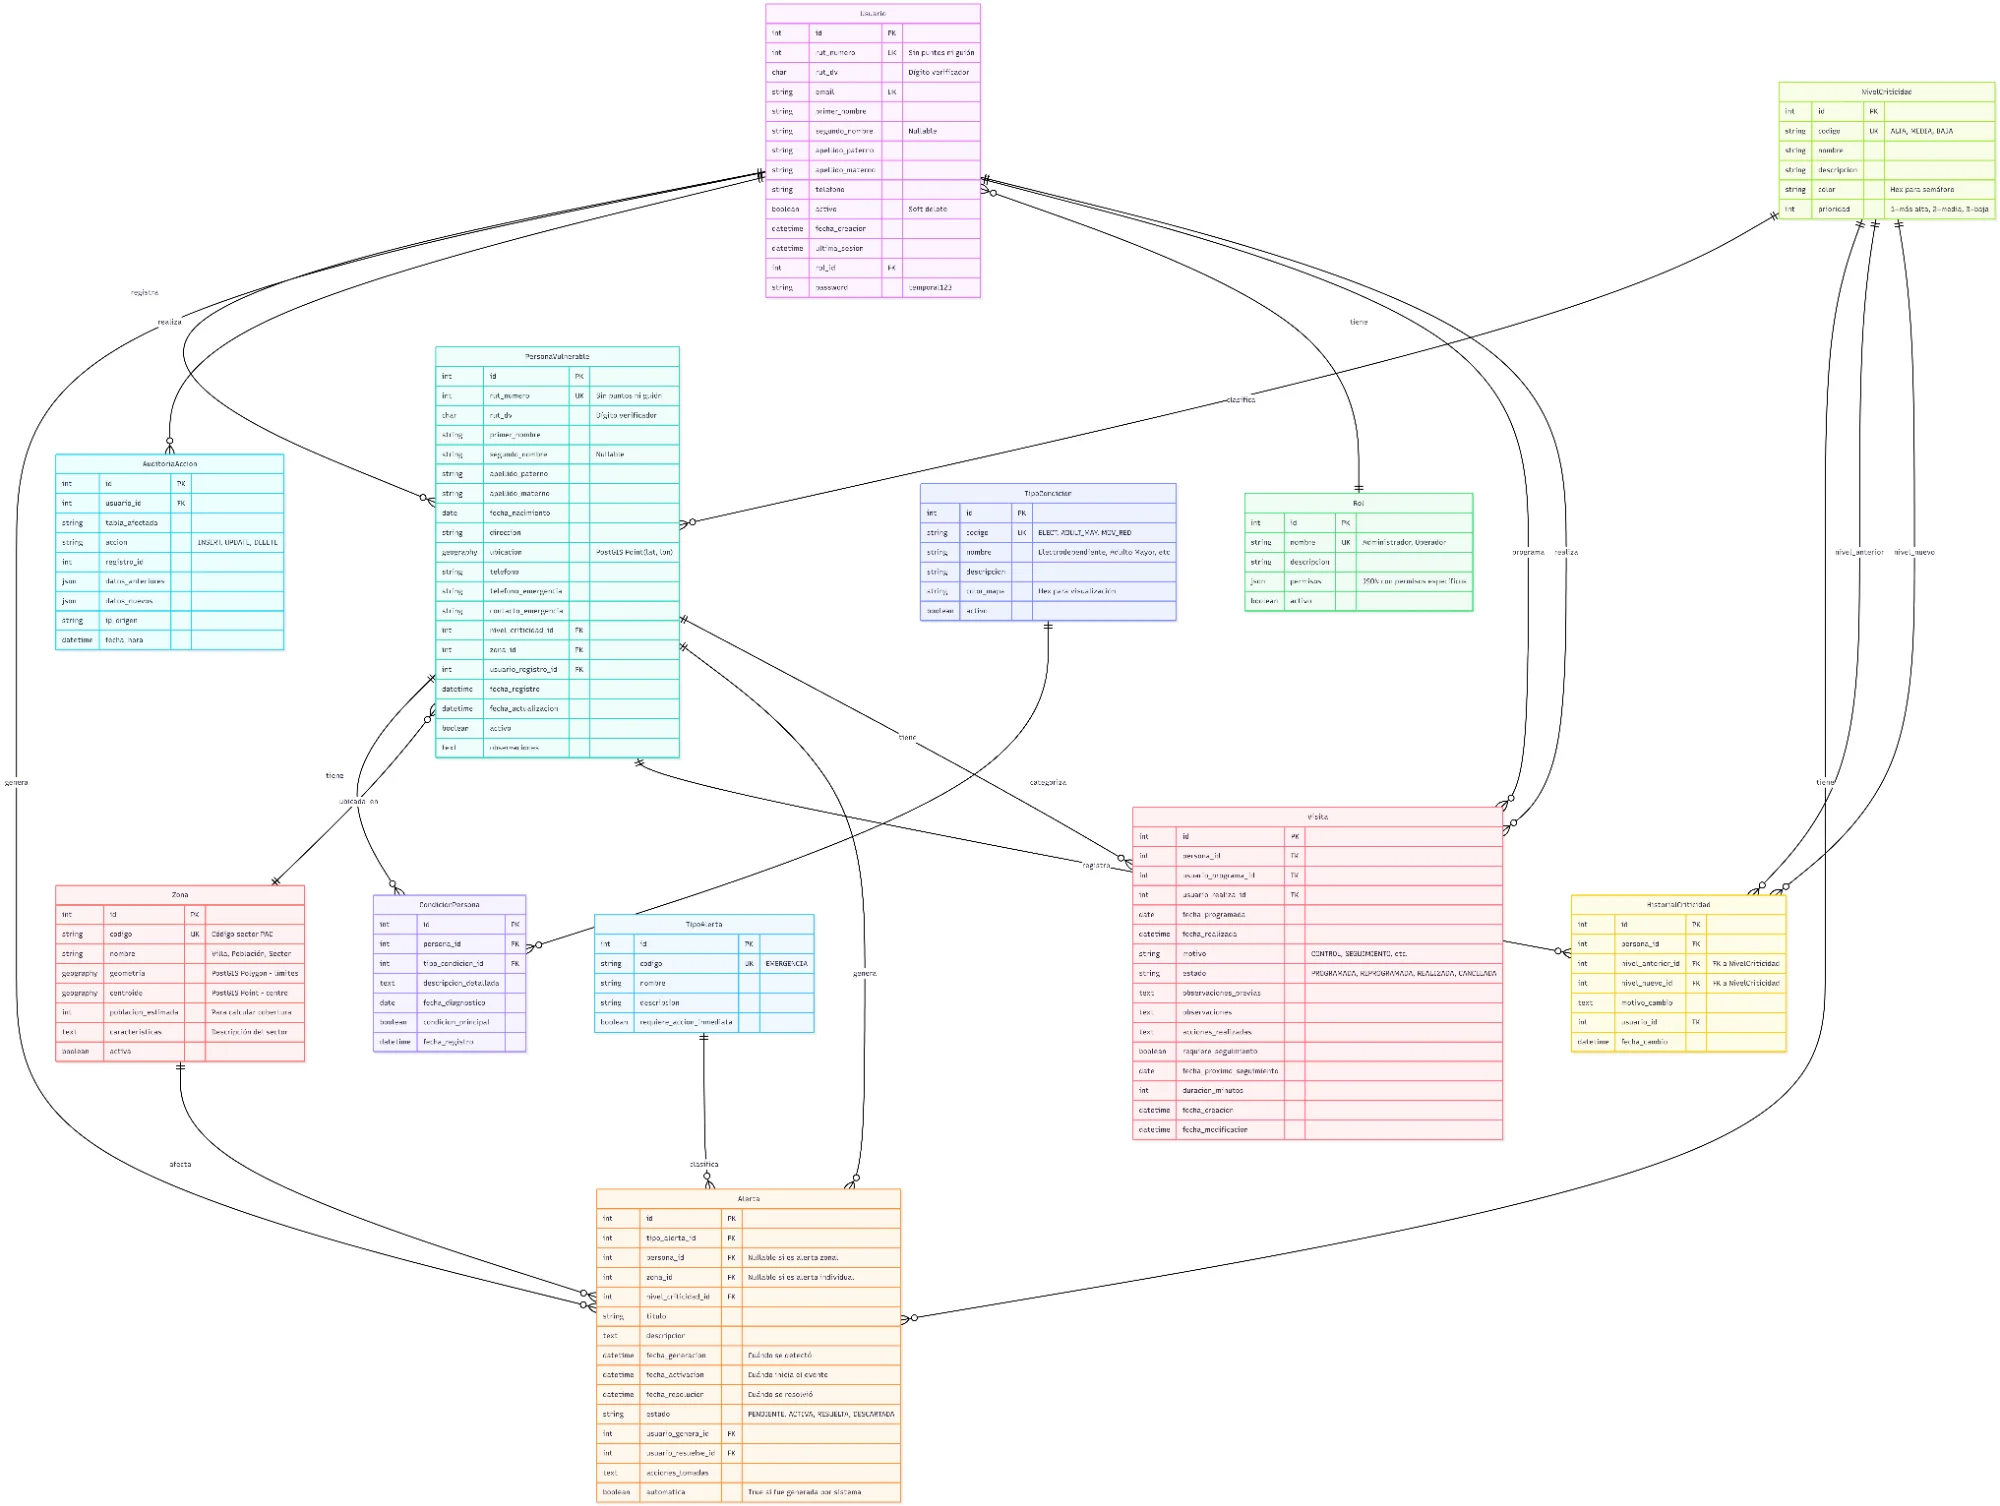 Usuario
int id PK
int rut_numero UK Sin puntos ni guión
char rut_dv Dígito verificador
string email UK
string primer_nombre
string segundo_nombre Nullable
string apellido_paterno
string apellido_materno
string telefono
boolean activo Soft delete
datetime fecha_creacion
datetime ultima_sesion
int rol_id FK
string password temporal123
NivelCriticidad
int id PK
string codigo UK ALTA, MEDIA, BAJA
string nombre
string descripcion
string color Hex para semáforo
int prioridad 1=más alta, 2=media, 3=baja
registra
realiza
tiene
clasifica
PersonaVulnerable
int id PK
int rut_numero UK Sin puntos ni guión
char rut_dv Dígito verificador
string primer_nombre
string segundo_nombre Nullable
string apellido_paterno
string apellido_materno
date fecha_nacimiento
string direccion
geography ubicacion PostGIS Point(lat, lon)
string telefono
string telefono_emergencia
string contacto_emergencia
int nivel_criticidad_id FK
int zona_id FK
int usuario_registro_id FK
datetime fecha_registro
datetime fecha_actualizacion
boolean activo
text observaciones
AuditoriaAccion
int id PK
int usuario_id FK
string tabla_afectada
string accion INSERT, UPDATE, DELETE
int registro_id
json datos_anteriores
json datos_nuevos
string ip_origen
datetime fecha_hora
TipoCondicion
int id PK
string codigo UK ELECT, ADULT_MAY, MOV_RED
string nombre Electrodependiente, Adulto Mayor, etc
string descripcion
string color_mapa Hex para visualización
boolean activo
Rol
int id PK
string nombre UK Administrador, Operador
string descripcion
json permisos JSON con permisos específicos
boolean activo
programa
realiza
nivel_anterior
nivel_nuevo
tiene
categoriza
tiene
ubicada_en
genera
tiene
registra
genera
Visita
int id PK
int persona_id FK
int usuario_programa_id FK
int usuario_realiza_id FK
date fecha_programada
datetime fecha_realizada
string motivo CONTROL, SEGUIMIENTO, etc.
string estado PROGRAMADA, REPROGRAMADA, REALIZADA, CANCELADA
text observaciones_previas
text observaciones
text acciones_realizadas
boolean requiere_seguimiento
date fecha_proximo_seguimiento
int duracion_minutos
datetime fecha_creacion
datetime fecha_modificacion
Zona
int id PK
string codigo UK Código sector PAC
string nombre Villa, Población, Sector
geography geometria PostGIS Polygon - límites
geography centroide PostGIS Point - centro
int poblacion_estimada Para calcular cobertura
text caracteristicas Descripción del sector
boolean activa
CondicionPersona
int id PK
int persona_id FK
int tipo_condicion_id FK
text descripcion_detallada
date fecha_diagnostico
boolean condicion_principal
datetime fecha_registro
TipoAlerta
int id PK
string codigo UK EMERGENCIA
string nombre
string descripcion
boolean requiere_accion_inmediata
HistorialCriticidad
int id PK
int persona_id FK
int nivel_anterior_id FK FK a NivelCriticidad
int nivel_nuevo_id FK FK a NivelCriticidad
text motivo_cambio
int usuario_id FK
datetime fecha_cambio
afecta
clasifica
Alerta
int id PK
int tipo_alerta_id FK
int persona_id FK Nullable si es alerta zonal
int zona_id FK Nullable si es alerta individual
int nivel_criticidad_id FK
string titulo
text descripcion
datetime fecha_generacion Cuándo se detectó
datetime fecha_activacion Cuándo inicia el evento
datetime fecha_resolucion Cuándo se resolvió
string estado PENDIENTE, ACTIVA, RESUELTA, DESCARTADA
int usuario_genera_id FK
int usuario_resuelve_id FK
text acciones_tomadas
boolean automatica True si fue generada por sistema